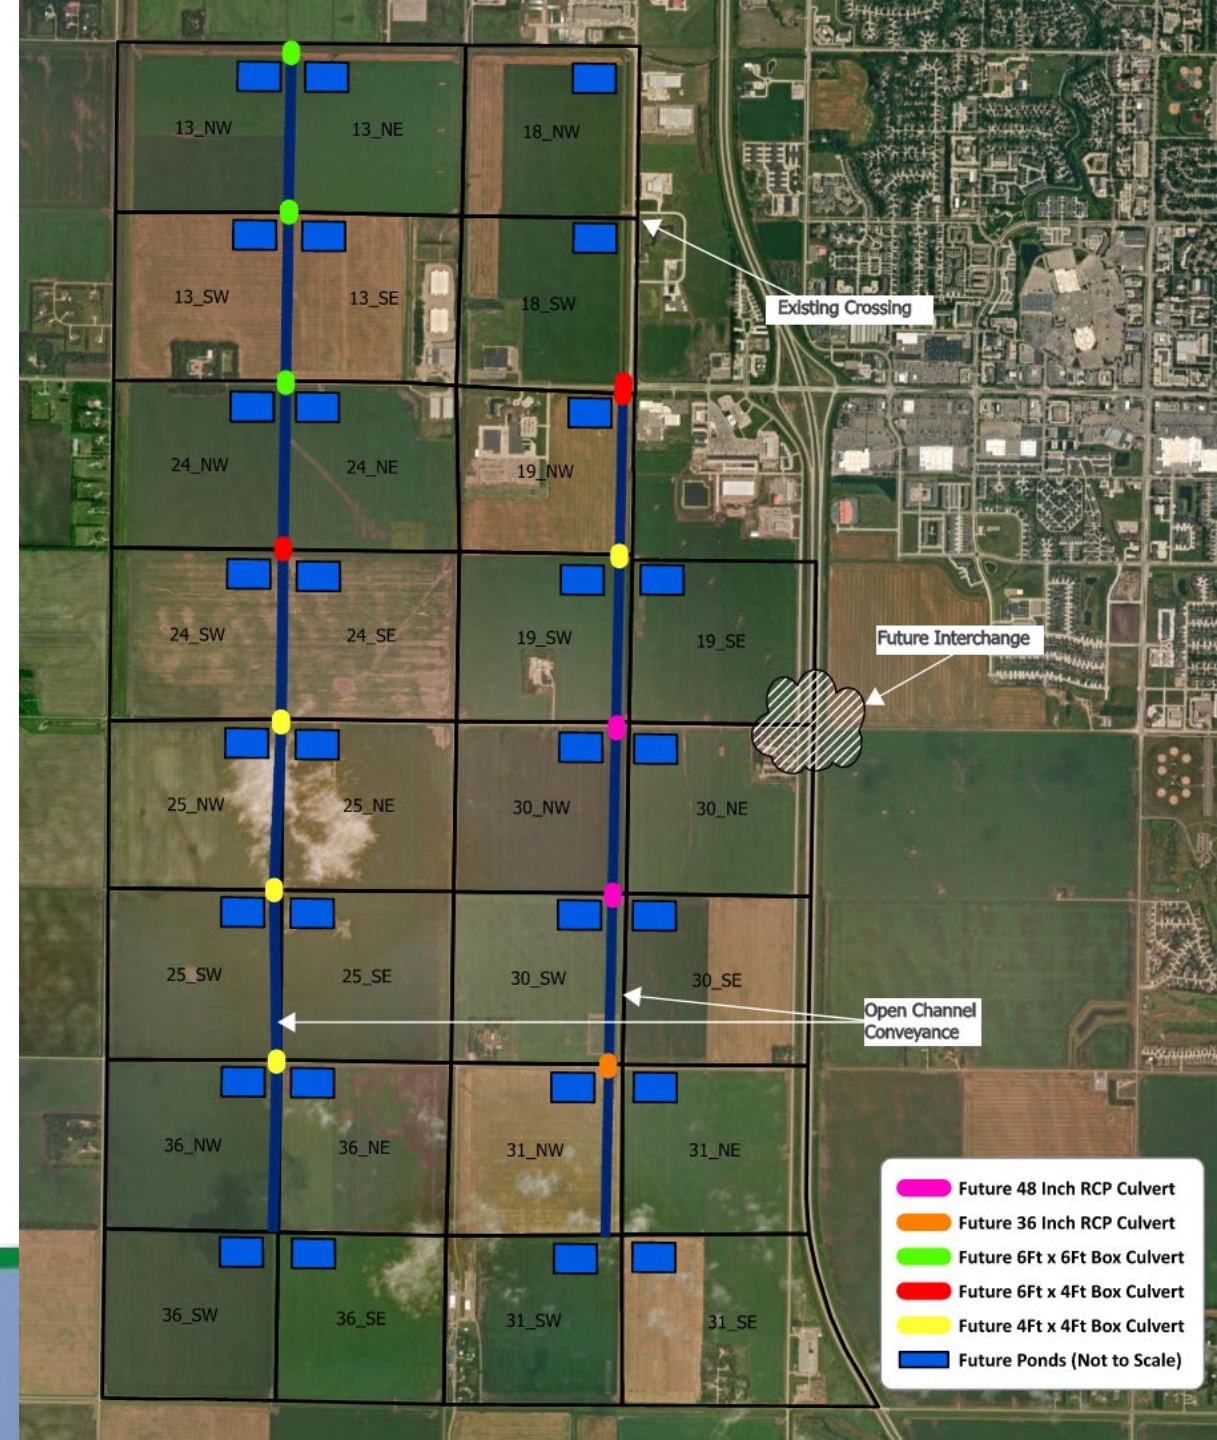 13_NW
13_NE
18_NW
13_SW
13_SE
18_SW
Existing Crossing
24_NW
24_NE
19_NW
24_SW
24_SE
19_SW
19_SE
Future Interchange
25_NW
25_NE
30_NW
30_NE
25_SW
25_SE
30_SW
30_SE
Open Channel
Conveyance
36_NW
36_NE
31_NW
31_NE
36_SW
36_SE
31_SW
31_SE
Future 48 Inch RCP Culvert
Future 36 Inch RCP Culvert
Future 6Ft x 6Ft Box Culvert
Future 6Ft x 4Ft Box Culvert
Future 4Ft x 4Ft Box Culvert
Future Ponds (Not to Scale)